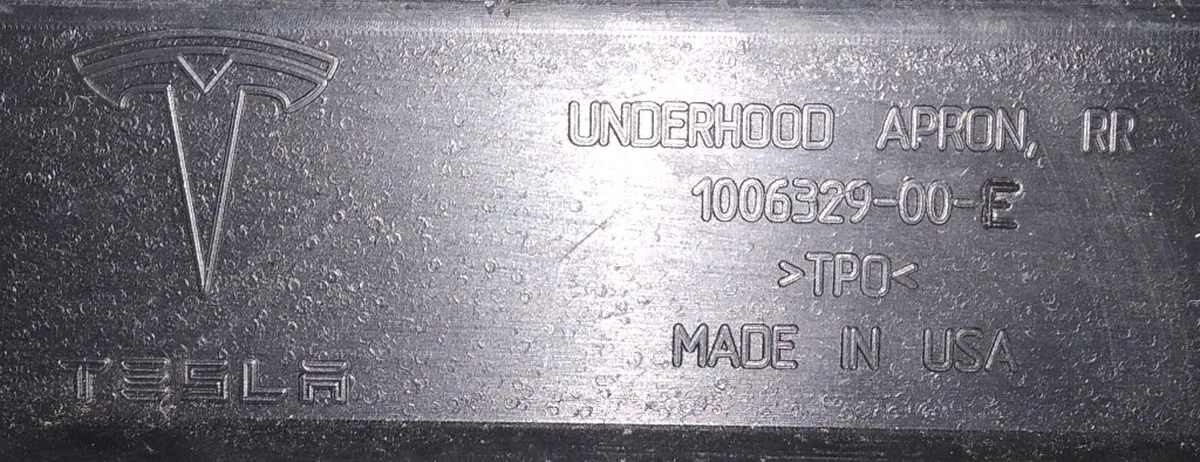 TESLA
UNDERHOOD APRON, RR
1006329-00-E
>TPO<
MADE IN USA